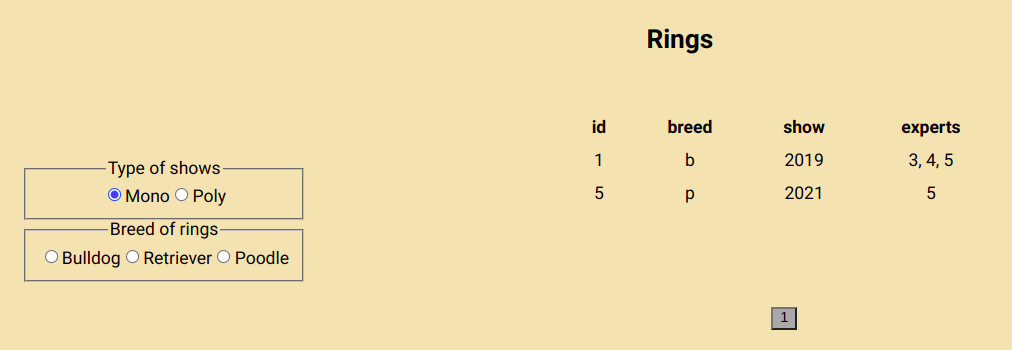 Rings
id breed show experts
1 b 2019 3, 4, 5
5 p 2021 5
Type of shows
Mono Poly
Breed of rings
Bulldog Retriever Poodle
1